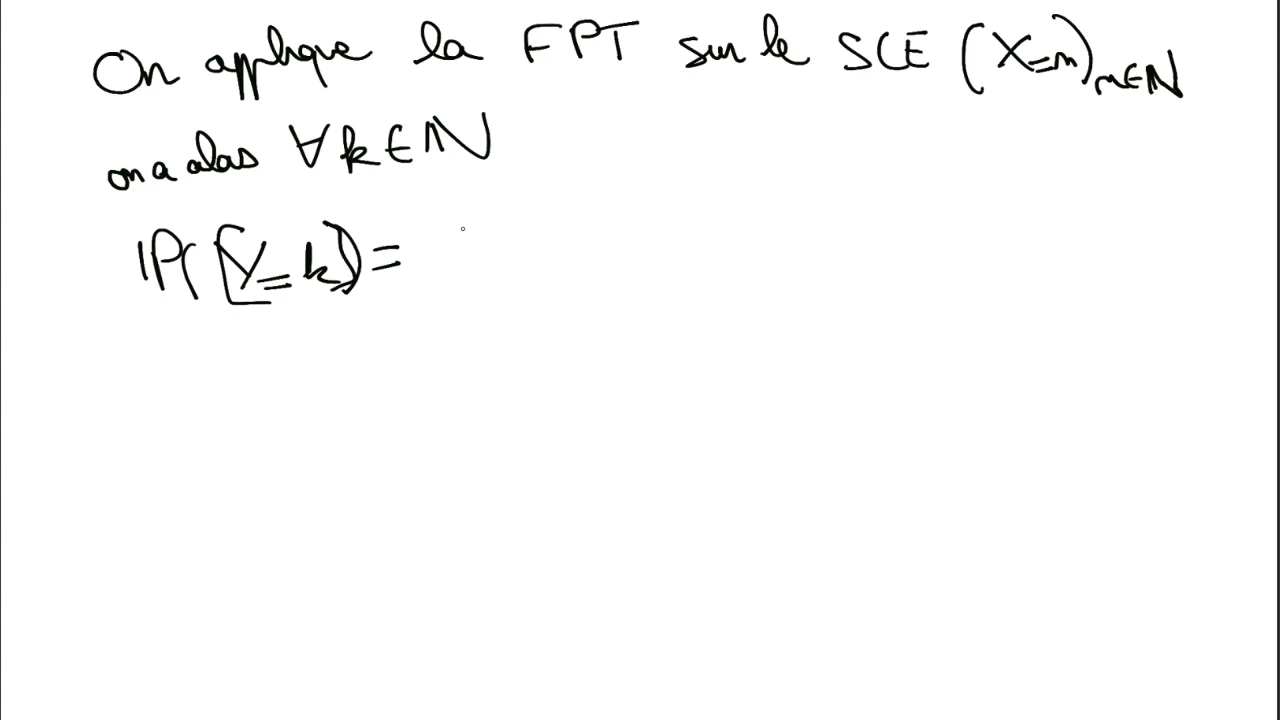 On applique la FPT sur le SCE (X=n)n∈ℕ
on a alors ∀k∈ℕ
ℙ([Y=k])=